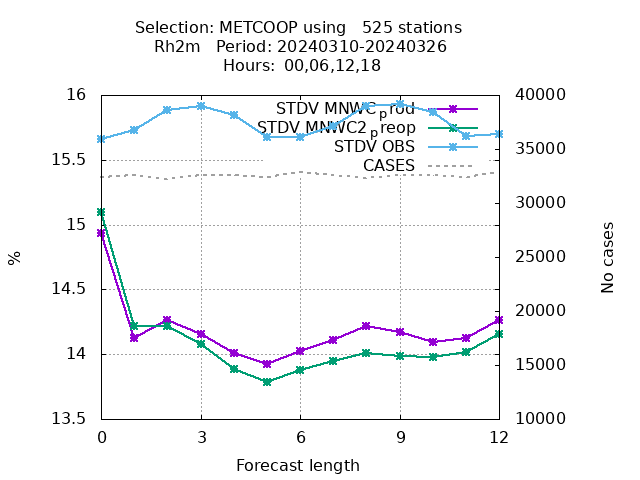 Selection: METCOOP using   525 stations
Rh2m   Period: 20240310-20240326
Hours: 00,06,12,18
16
15.5
15
14.5
14
13.5
%
40000
35000
30000
25000
20000
15000
10000
No cases
STDV MNWC_prod
STDV MNWC2_preop
STDV OBS
CASES
0
3
6
9
12
Forecast length